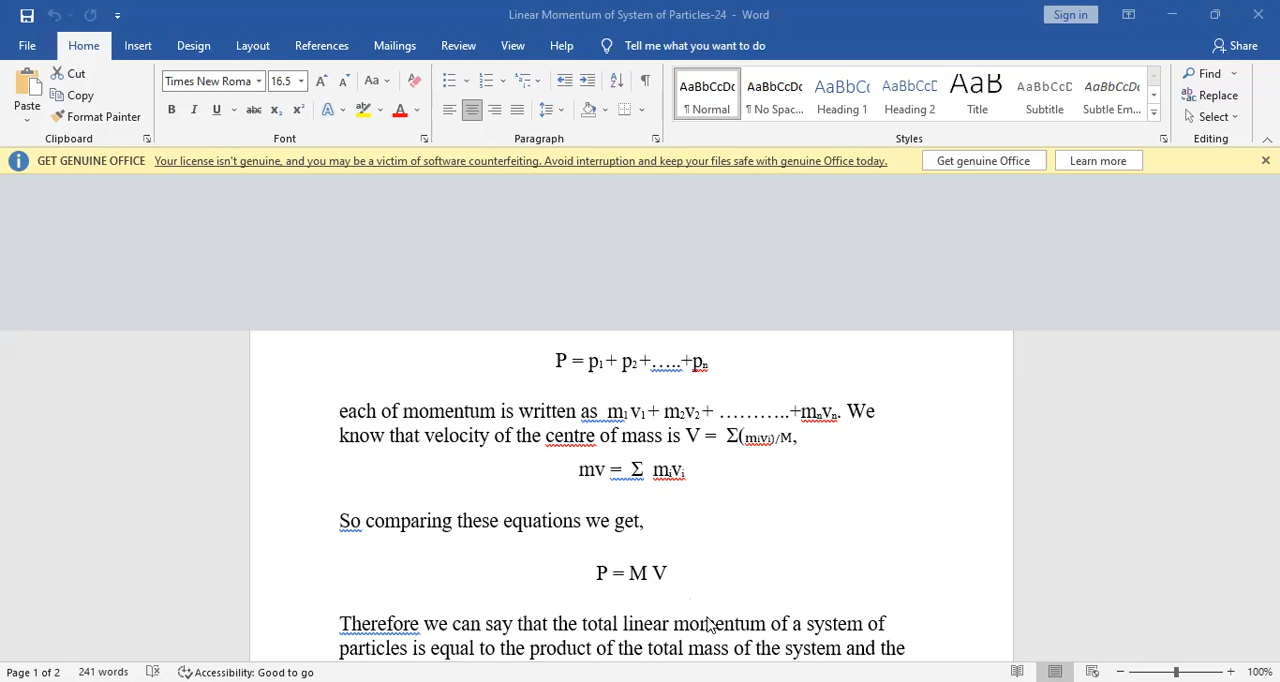 Linear Momentum of System of Particles-24 - Word
Sign in
File Home Insert Design Layout References Mailings Review View Help Tell me what you want to do Share
Paste Cut Copy Format Painter
Times New Roma 16.5 Aa
B I U abc x₂ x² A A
AaBbCcDc AaBbCcDc AaBbC( AaBbCcD AaB AaBbCcD AaBbCcDc
¶ Normal ¶ No Spac... Heading 1 Heading 2 Title Subtitle Subtle Em...
Find Replace Select
Clipboard Font Paragraph Styles Editing
GET GENUINE OFFICE Your license isn't genuine, and you may be a victim of software counterfeiting. Avoid interruption and keep your files safe with genuine Office today. Get genuine Office Learn more
P = p₁+ p₂+…..+pₙ
each of momentum is written as m₁v₁+ m₂v₂+ ………..+mₙvₙ. We
know that velocity of the centre of mass is V = Σ(mᵢvᵢ)/M,
mv = Σ mᵢvᵢ
So comparing these equations we get,
P = M V
Therefore we can say that the total linear momentum of a system of
particles is equal to the product of the total mass of the system and the
Page 1 of 2 241 words Accessibility: Good to go 100%